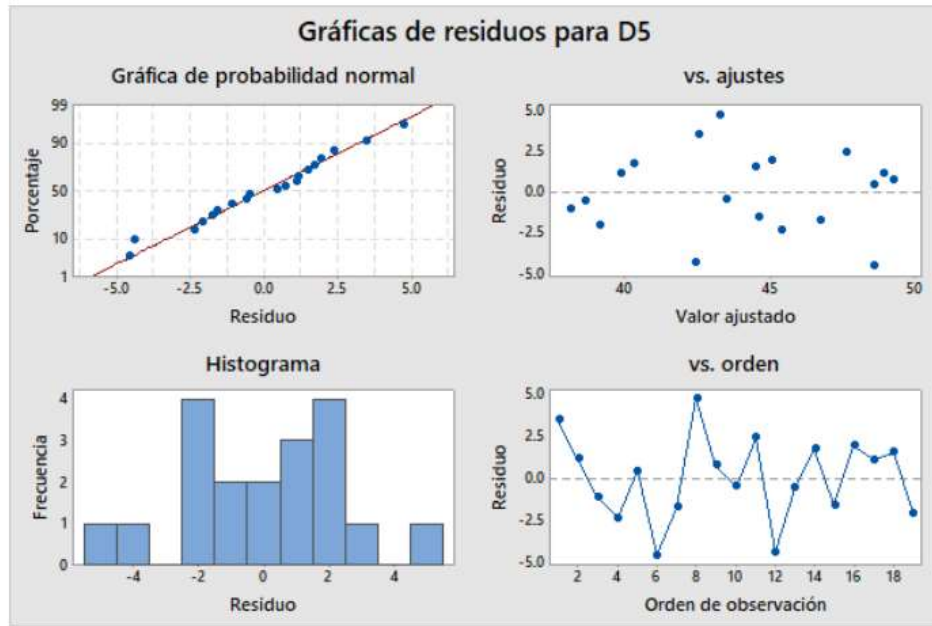 Gráficas de residuos para D5
Gráfica de probabilidad normal
99
90
50
10
1
Porcentaje
-5.0 -2.5 0.0 2.5 5.0
Residuo
vs. ajustes
5.0
2.5
0.0
-2.5
-5.0
Residuo
40 45 50
Valor ajustado
Histograma
4
3
2
1
0
Frecuencia
-4 -2 0 2 4
Residuo
vs. orden
5.0
2.5
0.0
-2.5
-5.0
Residuo
2 4 6 8 10 12 14 16 18
Orden de observación